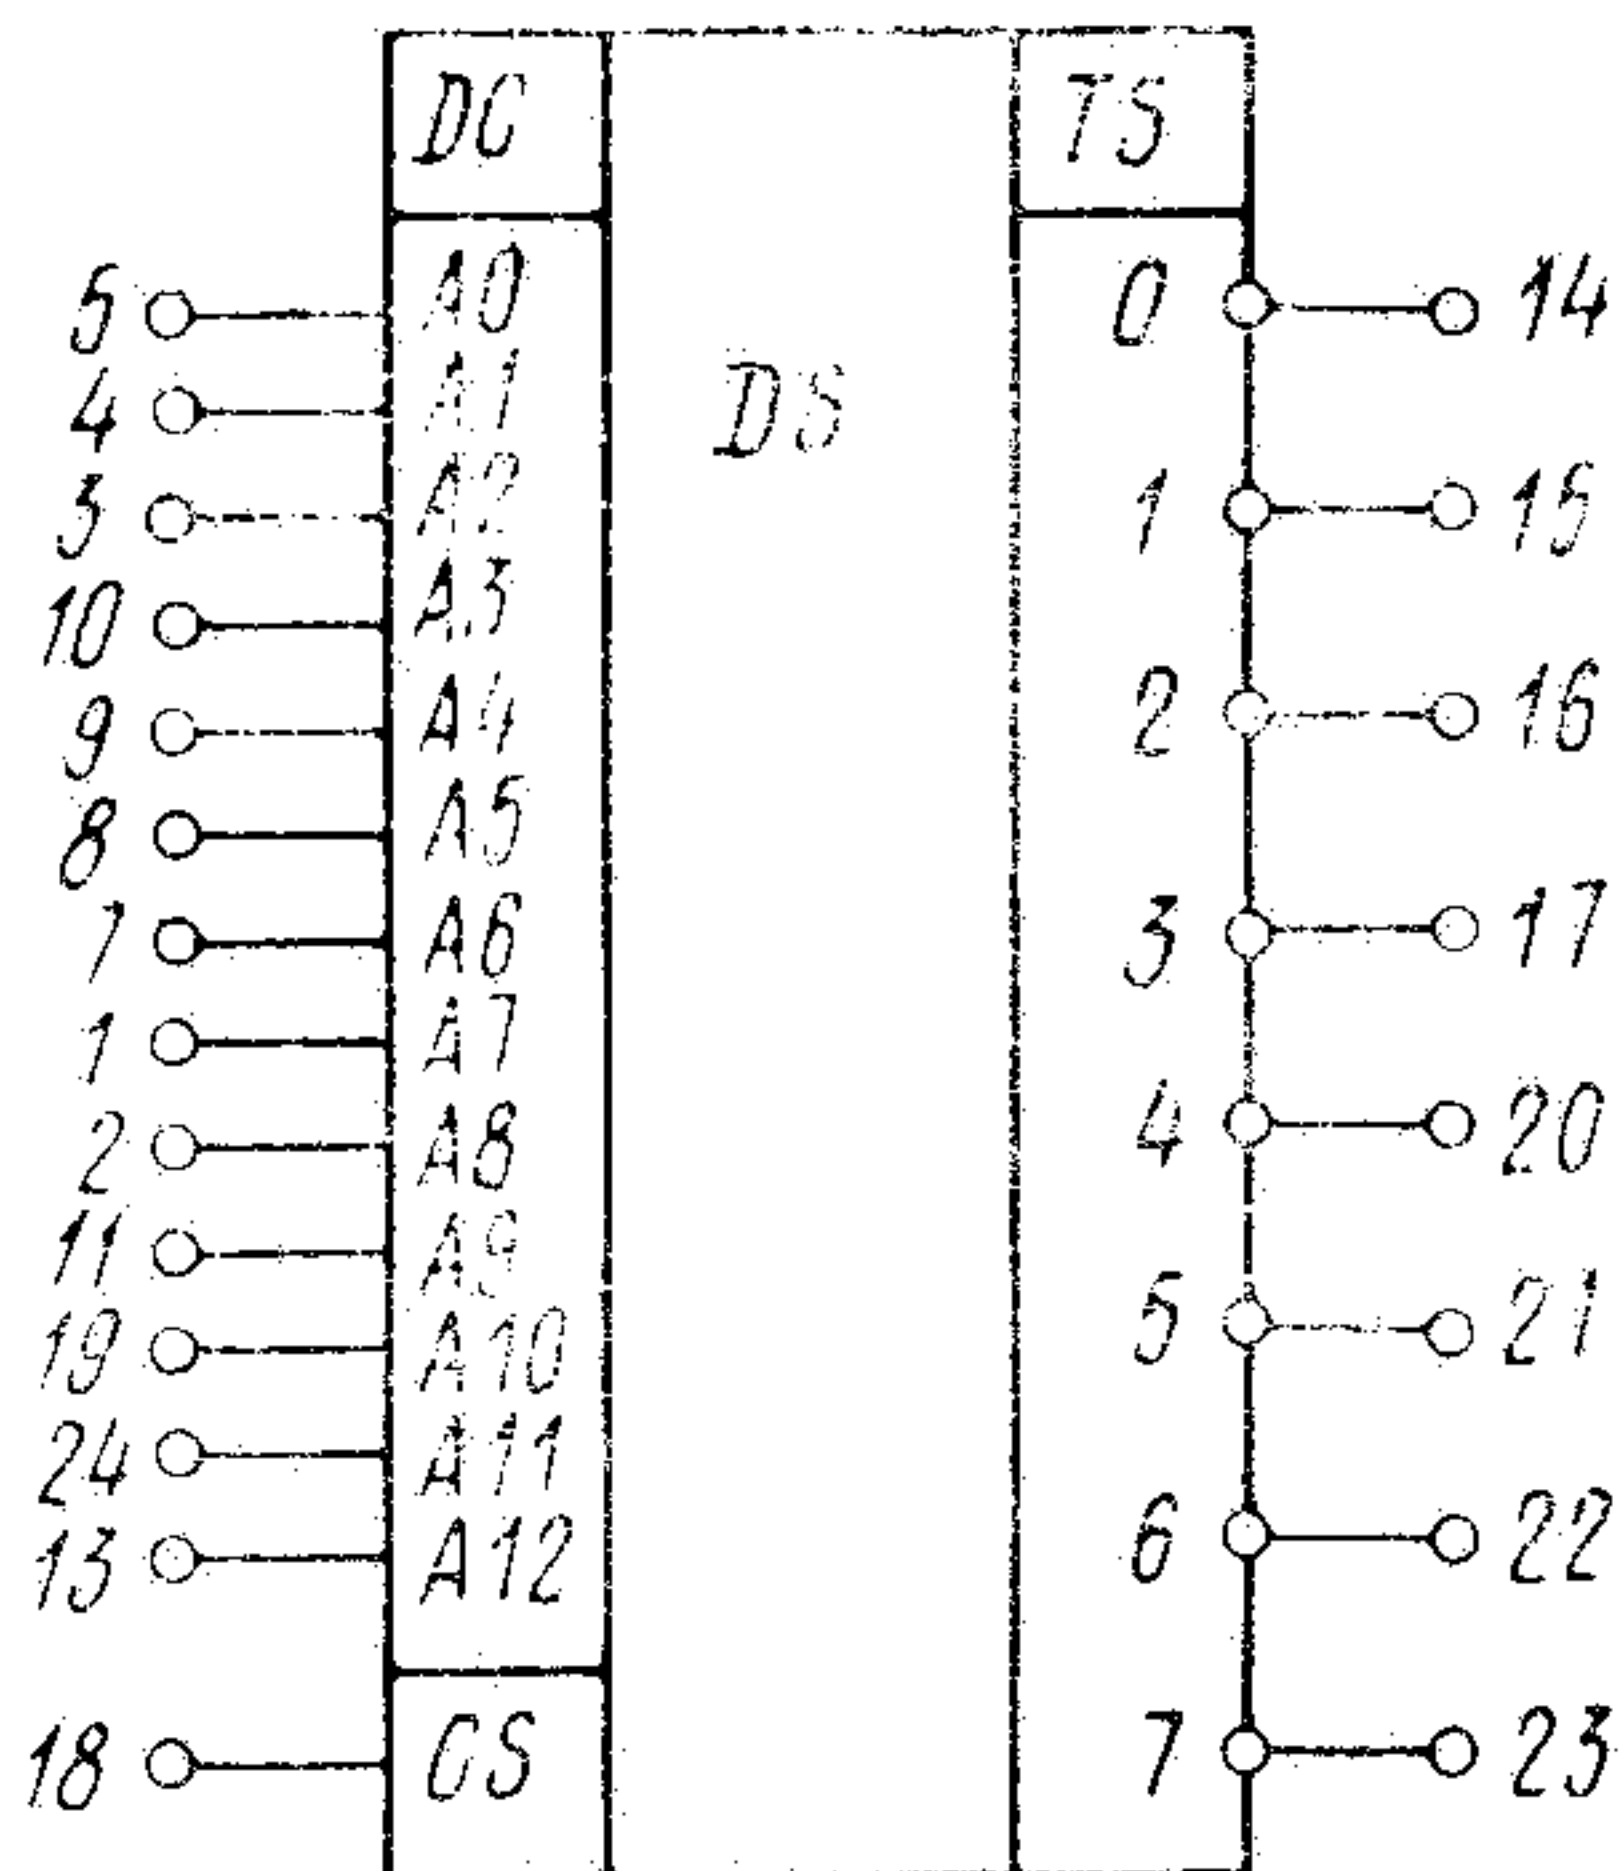 DC TS
5 A0 0 14
4 A1 DS
3 A2 1 15
10 A3
9 A4 2 16
8 A5
7 A6 3 17
1 A7
2 A8 4 20
11 A9
19 A10 5 21
24 A11
13 A12 6 22
18 CS 7 23